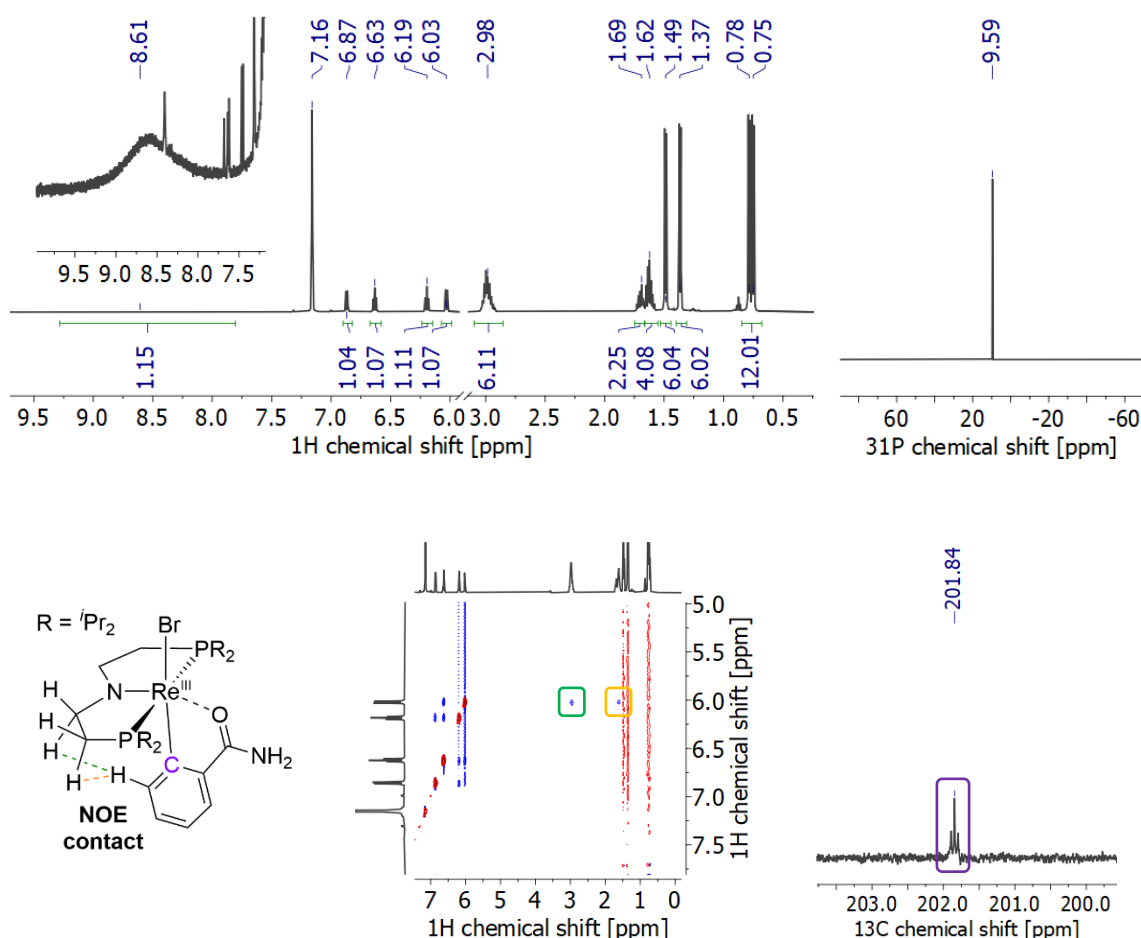 8.61
7.16
6.87
6.63
6.19
6.03
2.98
1.69
1.62
1.49
1.37
0.78
0.75
9.59
9.5 9.0 8.5 8.0 7.5
1.15
1.04
1.07
1.11
1.07
6.11
2.25
4.08
6.04
6.02
12.01
9.5 9.0 8.5 8.0 7.5 7.0 6.5 6.0 3.0 2.5 2.0 1.5 1.0 0.5
1H chemical shift [ppm]
60 20 -20 -60
31P chemical shift [ppm]
R = iPr2
Br
PR2
N
ReIII
H
H
P
R2
O
NH2
H
H
H
C
NOE
contact
5.0
5.5
6.0
6.5
7.0
7.5
1H chemical shift [ppm]
7 6 5 4 3 2 1 0
1H chemical shift [ppm]
201.84
203.0 202.0 201.0 200.0
13C chemical shift [ppm]